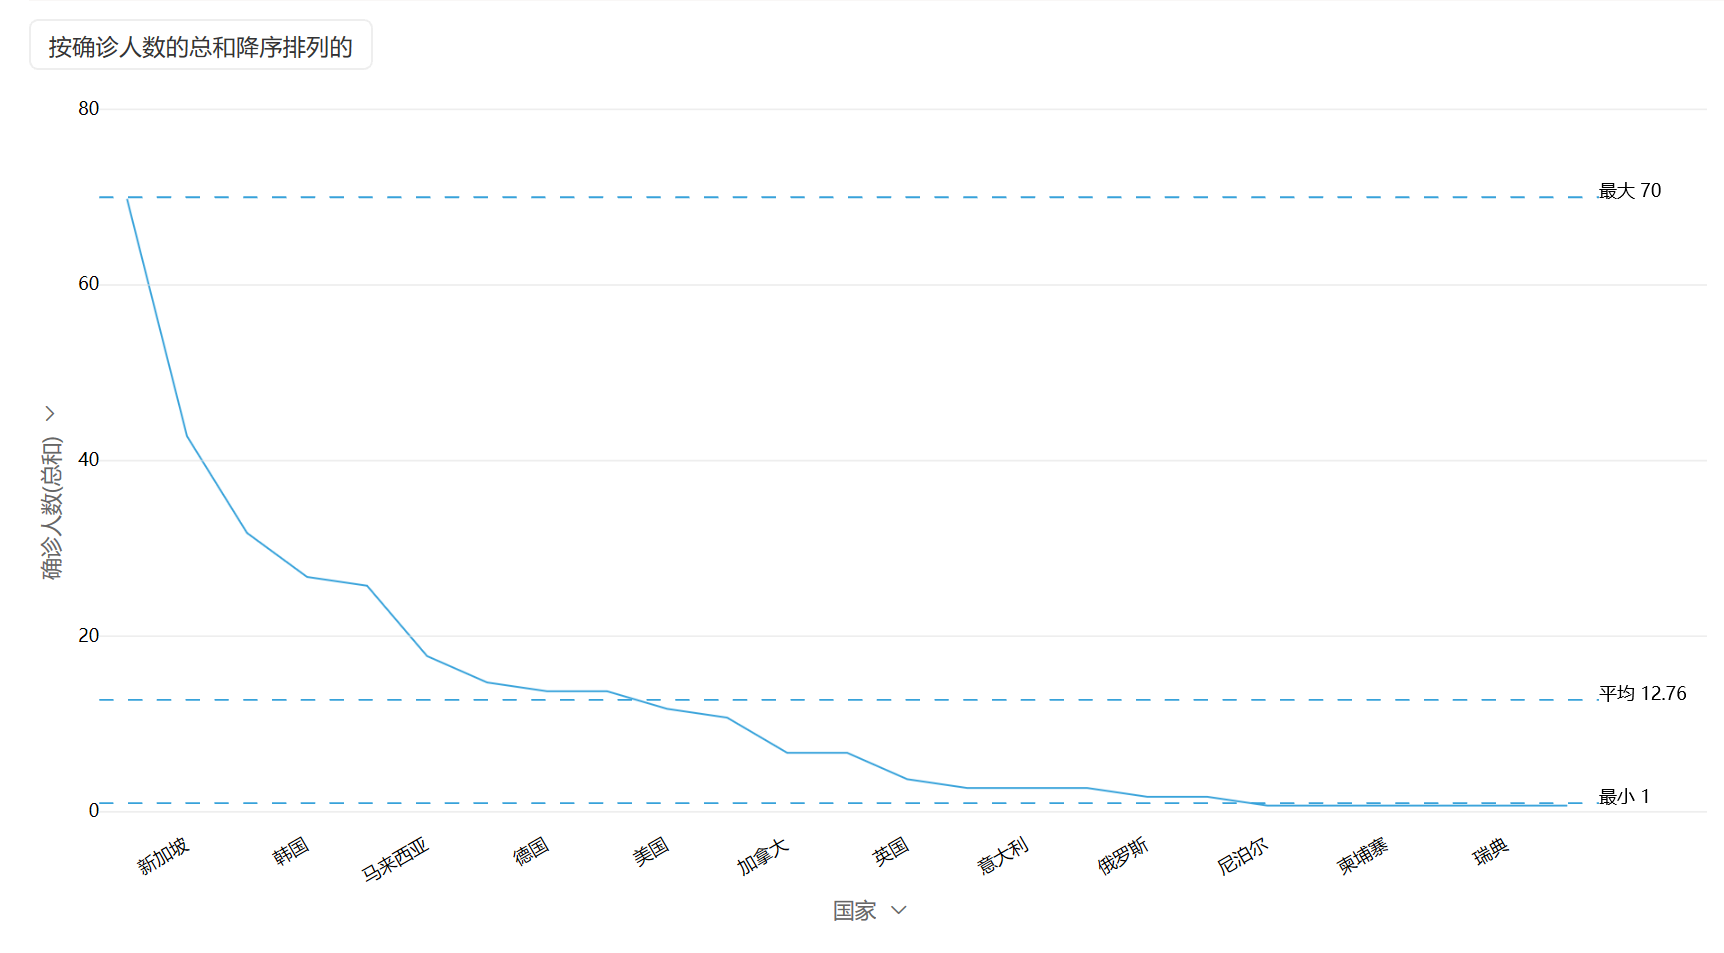 按确诊人数的总和降序排列的
80
最大 70
60
40
确诊人数(总和)
20
平均 12.76
最小 1
0
新加坡
韩国
马来西亚
德国
美国
加拿大
英国
意大利
俄罗斯
尼泊尔
柬埔寨
瑞典
国家